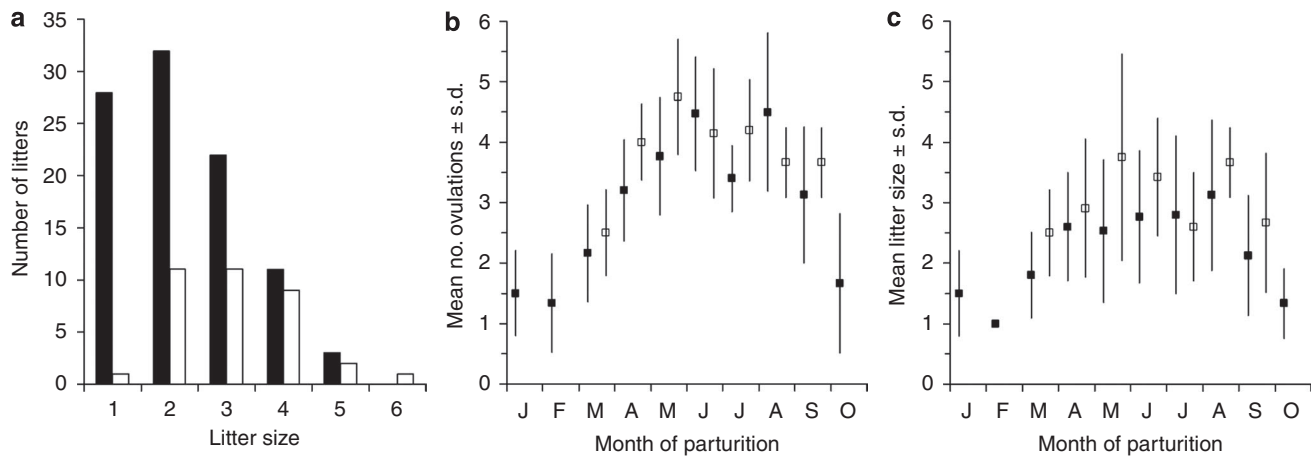 a
35
30
25
20
15
10
5
0
Number of litters
1 2 3 4 5 6
Litter size
b
6
5
4
3
2
1
0
Mean no. ovulations ± s.d.
J F M A M J J A S O
Month of parturition
c
6
5
4
3
2
1
0
Mean litter size ± s.d.
J F M A M J J A S O
Month of parturition